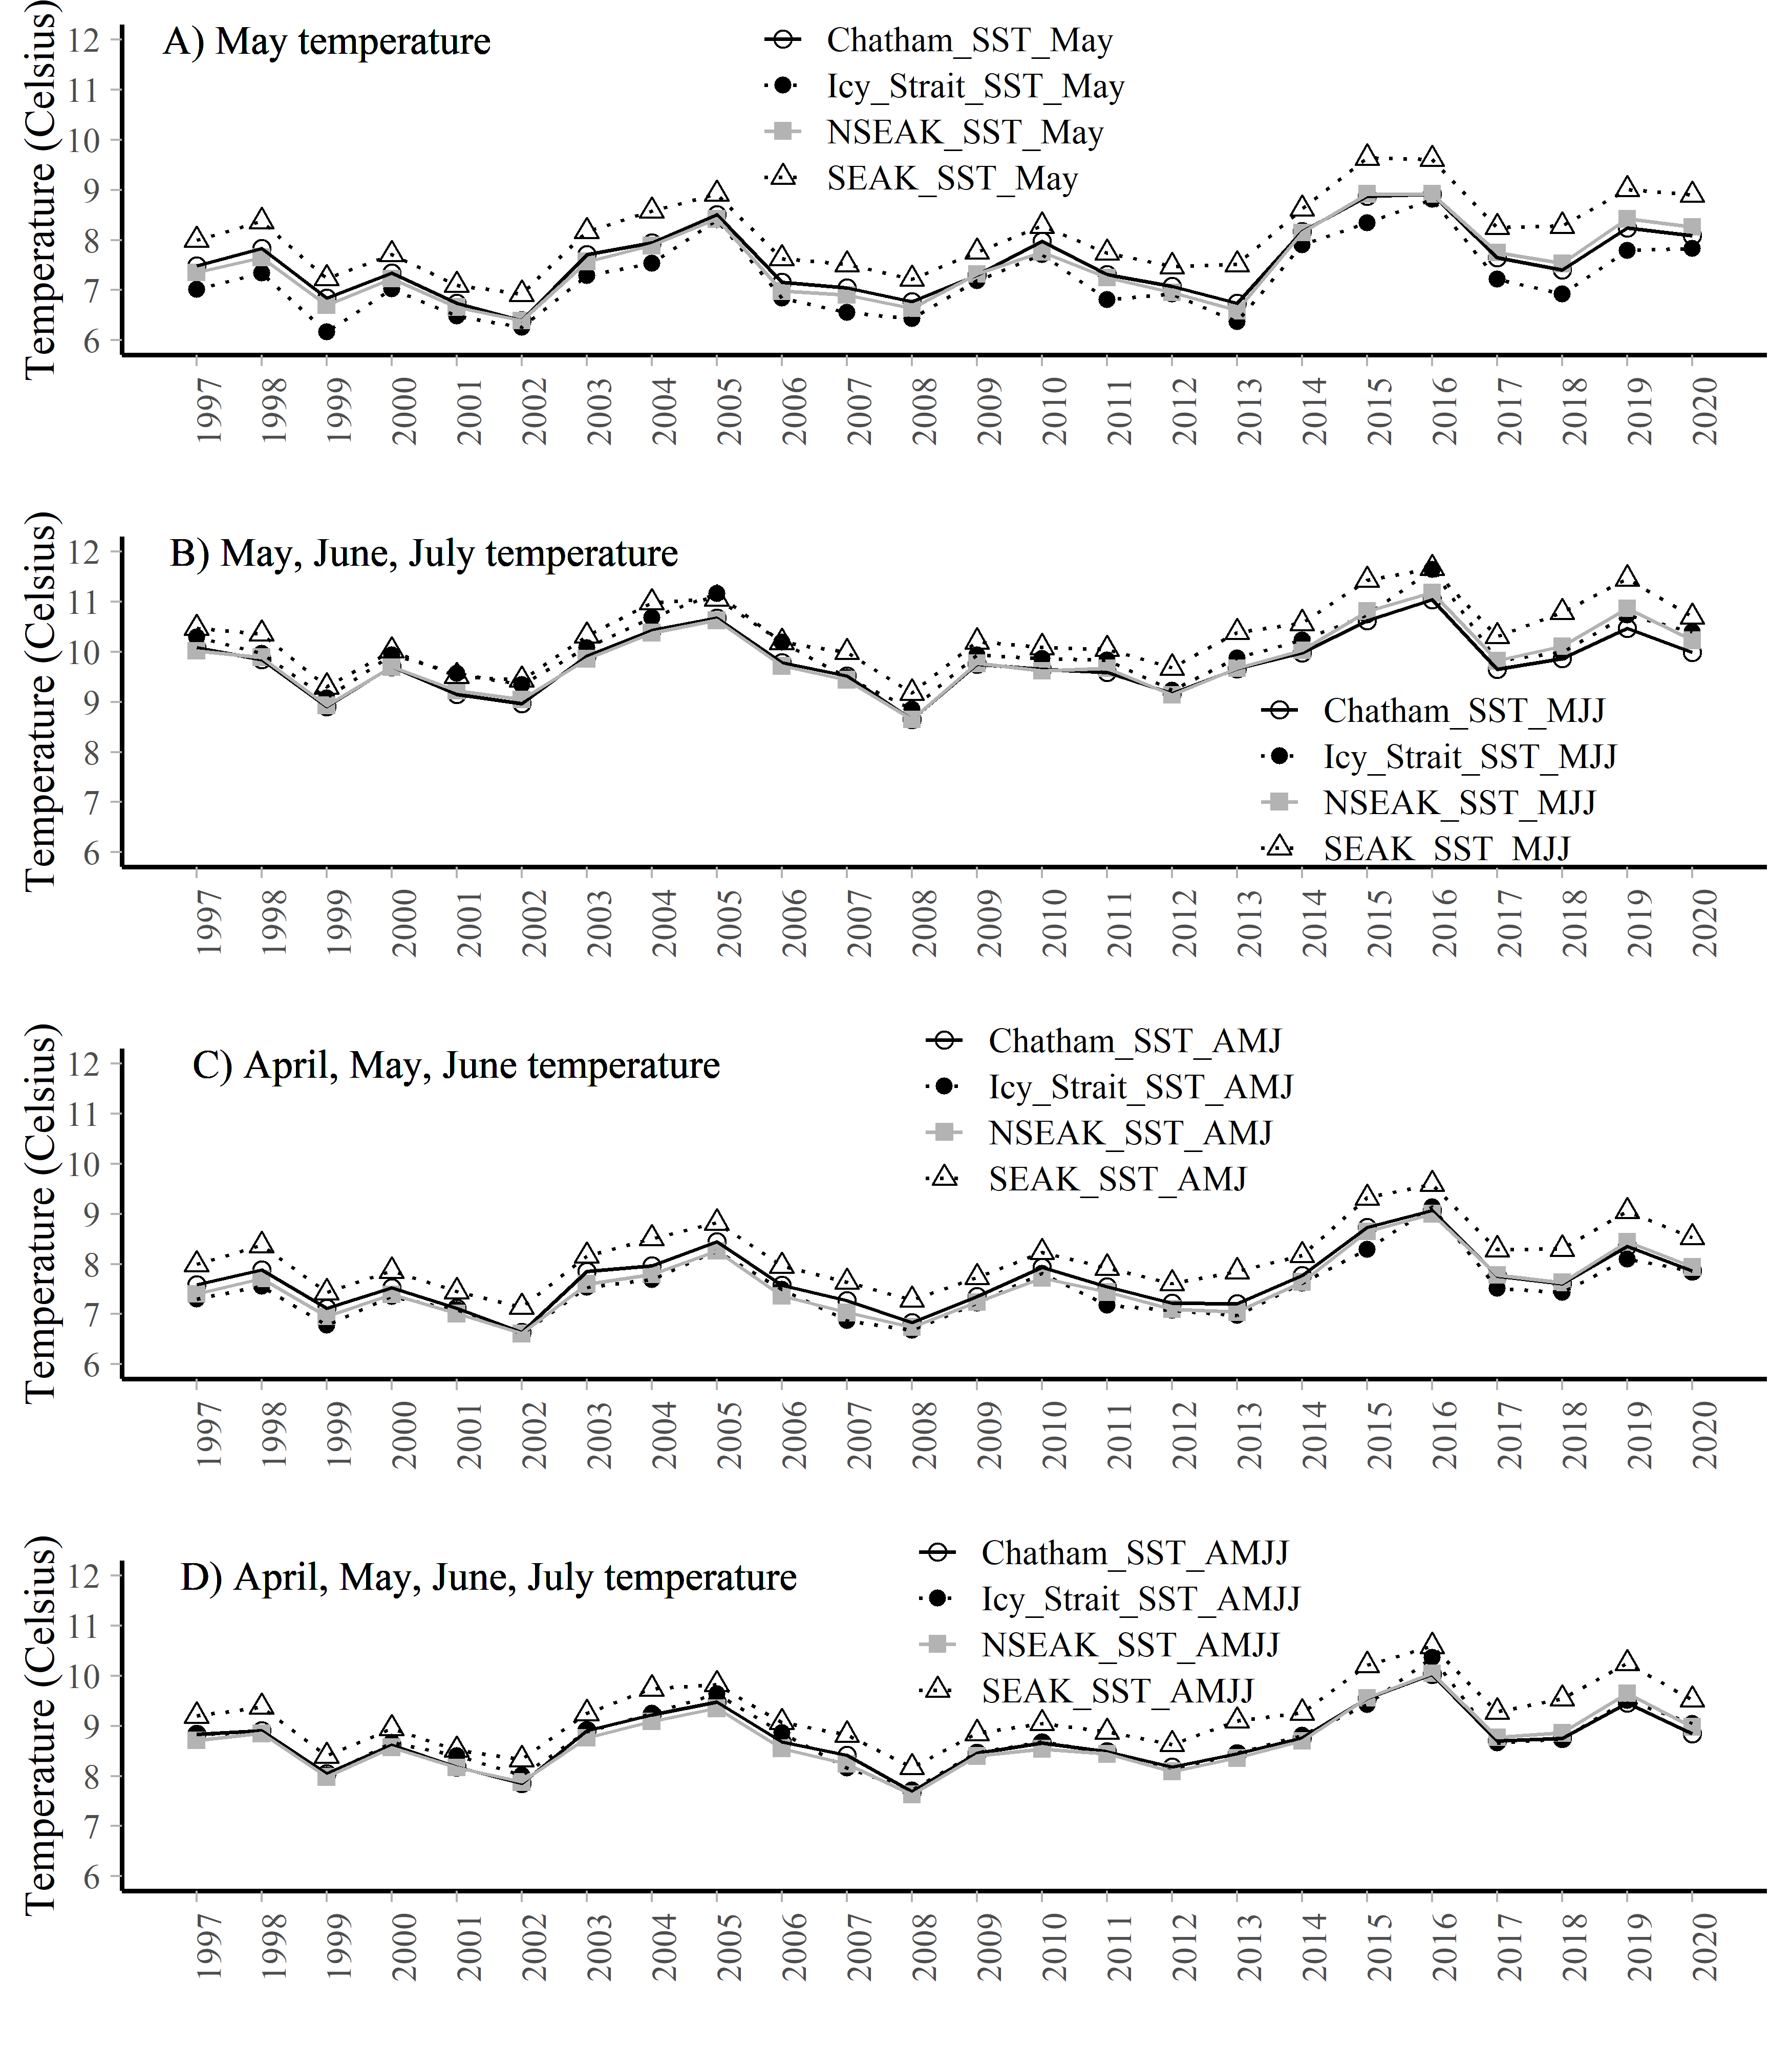 A) May temperature
Chatham_SST_May
Icy_Strait_SST_May
NSEAK_SST_May
SEAK_SST_May
Temperature (Celsius)
12
11
10
9
8
7
6
1997 1998 1999 2000 2001 2002 2003 2004 2005 2006 2007 2008 2009 2010 2011 2012 2013 2014 2015 2016 2017 2018 2019 2020
B) May, June, July temperature
Temperature (Celsius)
12
11
10
9
8
7
6
Chatham_SST_MJJ
Icy_Strait_SST_MJJ
NSEAK_SST_MJJ
SEAK_SST_MJJ
1997 1998 1999 2000 2001 2002 2003 2004 2005 2006 2007 2008 2009 2010 2011 2012 2013 2014 2015 2016 2017 2018 2019 2020
C) April, May, June temperature
Chatham_SST_AMJ
Icy_Strait_SST_AMJ
NSEAK_SST_AMJ
SEAK_SST_AMJ
Temperature (Celsius)
12
11
10
9
8
7
6
1997 1998 1999 2000 2001 2002 2003 2004 2005 2006 2007 2008 2009 2010 2011 2012 2013 2014 2015 2016 2017 2018 2019 2020
D) April, May, June, July temperature
Chatham_SST_AMJJ
Icy_Strait_SST_AMJJ
NSEAK_SST_AMJJ
SEAK_SST_AMJJ
Temperature (Celsius)
12
11
10
9
8
7
6
1997 1998 1999 2000 2001 2002 2003 2004 2005 2006 2007 2008 2009 2010 2011 2012 2013 2014 2015 2016 2017 2018 2019 2020